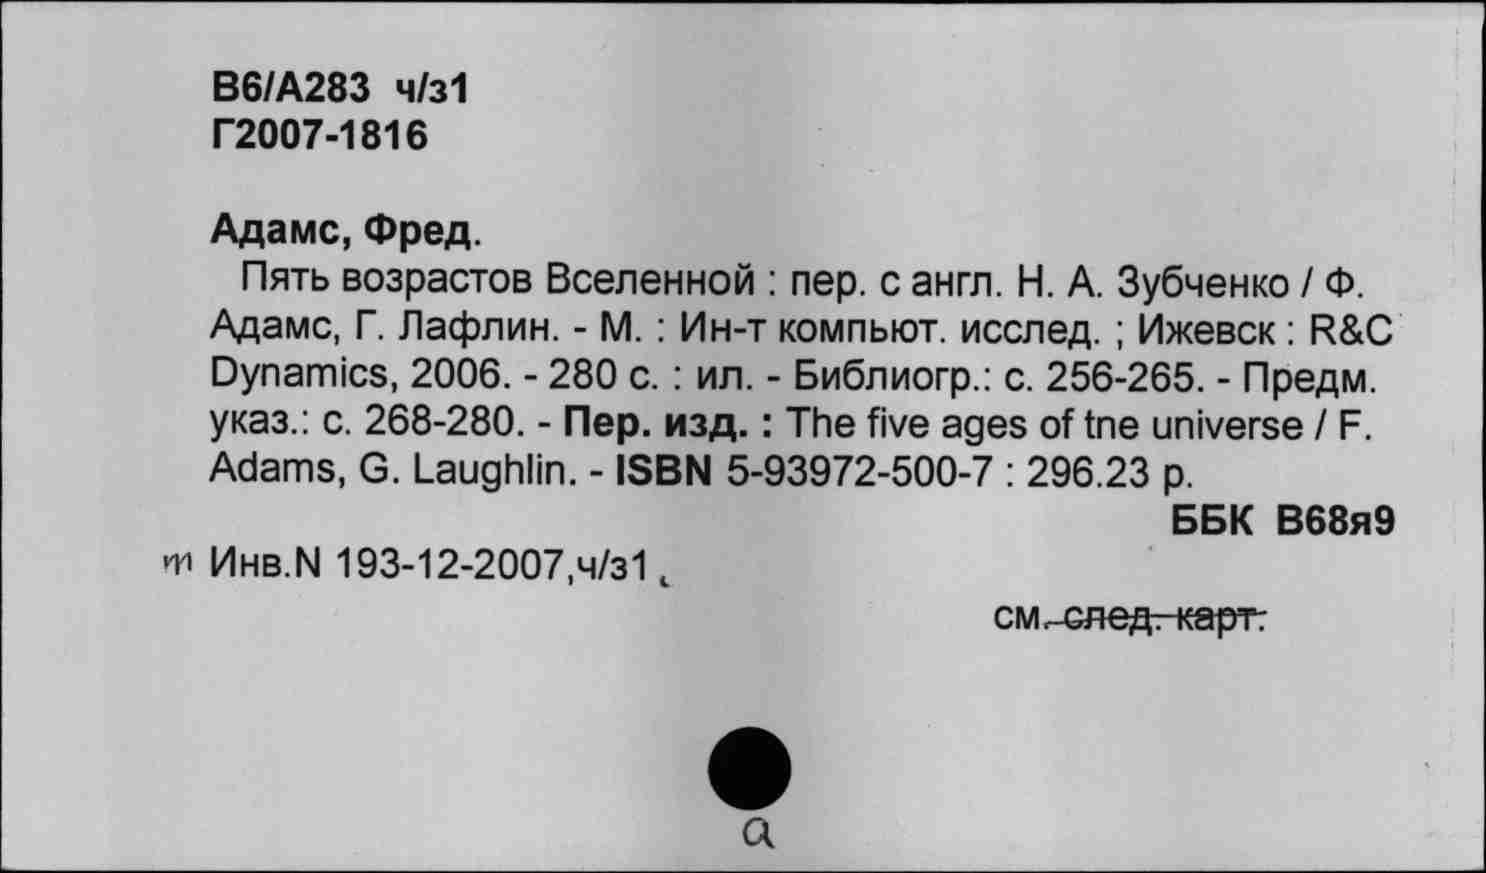 В6/А283 ч/з1
Г2007-1816
Адамс, Фред.
Пять возрастов Вселенной : пер. с англ. Н. А. Зубченко / Ф.
Адамс, Г. Лафлин. - М. : Ин-т компьют. исслед. ; Ижевск : R&C
Dynamics, 2006. - 280 с. : ил. - Библиогр.: с. 256-265. - Предм.
указ.: с. 268-280. - Пер. изд. : The five ages of tne universe / F.
Adams, G. Laughlin. - ISBN 5-93972-500-7 : 296.23 р.
ББК В68я9
т Инв.N 193-12-2007,ч/з1
см. след. карт.
а